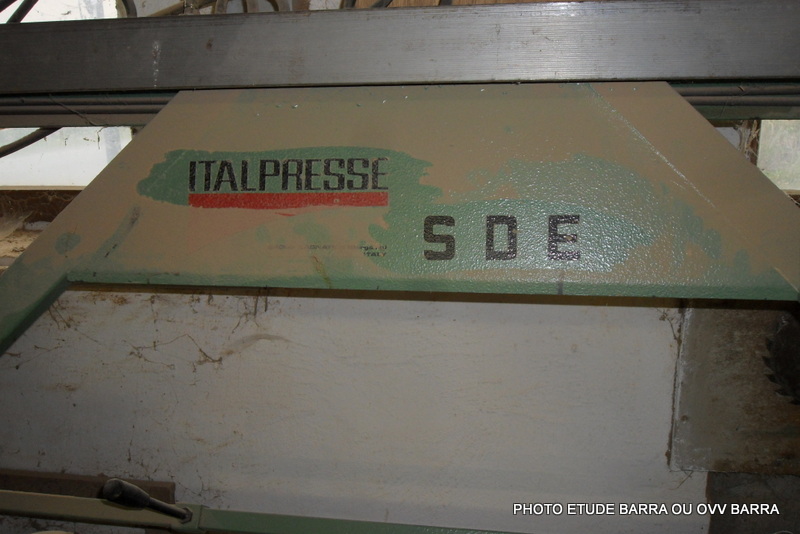 ITALPRESSE
SDE
PHOTO ETUDE BARRA OU OVV BARRA